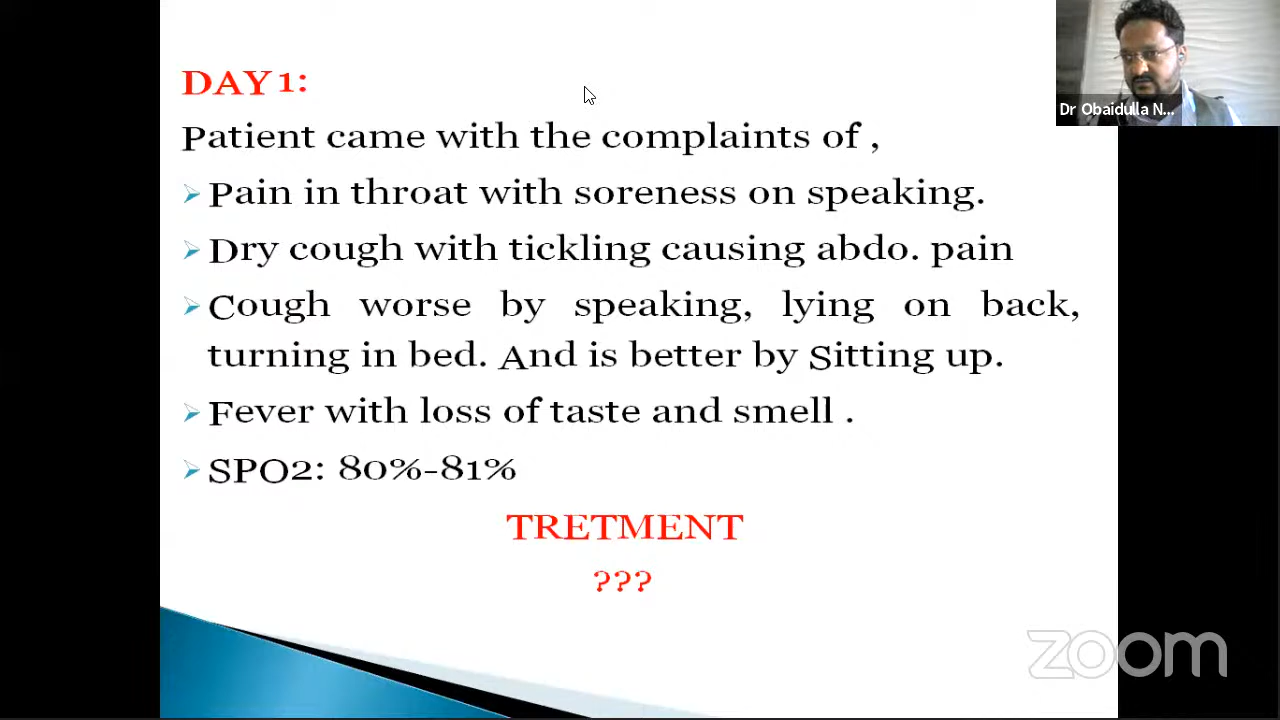 DAY 1:
Patient came with the complaints of ,
Pain in throat with soreness on speaking.
Dry cough with tickling causing abdo. pain
Cough worse by speaking, lying on back,
turning in bed. And is better by Sitting up.
Fever with loss of taste and smell .
SPO2: 80%-81%
TRETMENT
???
Dr Obaidulla N...
zoom